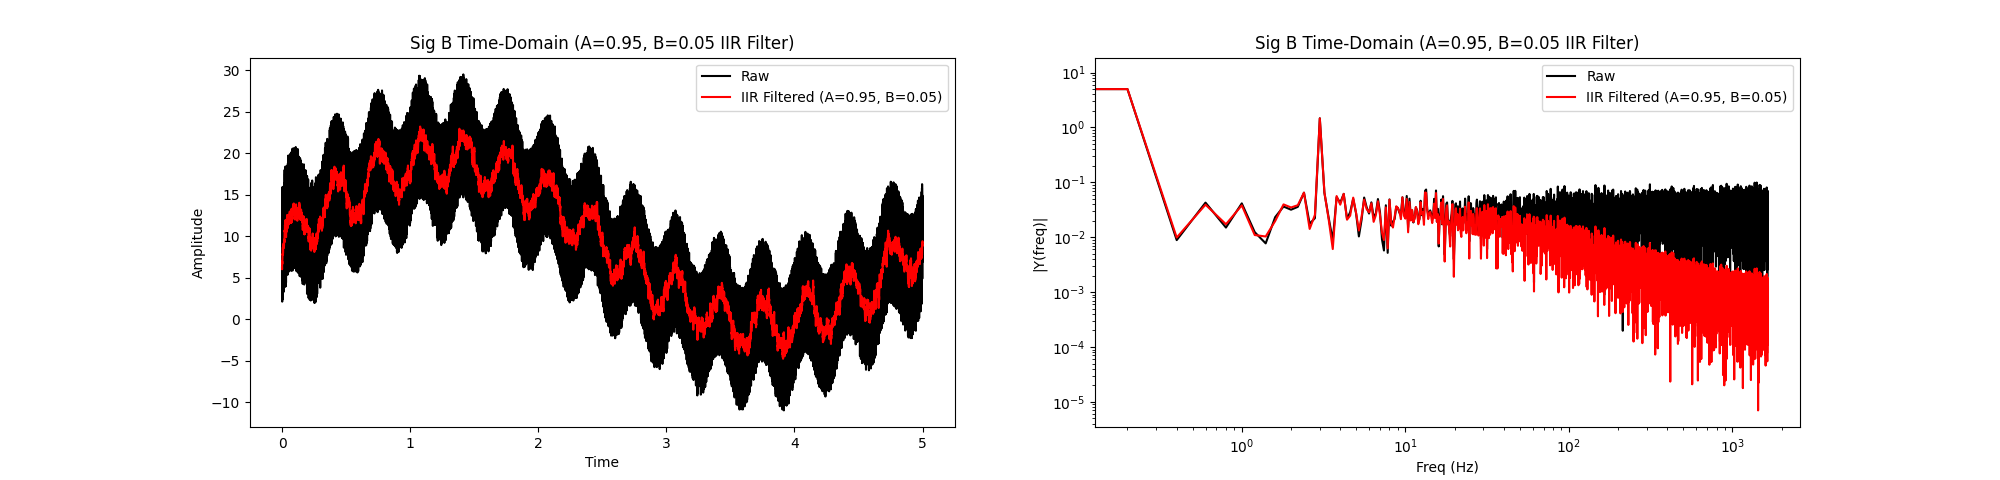 Sig B Time-Domain (A=0.95, B=0.05 IIR Filter)
Raw
IIR Filtered (A=0.95, B=0.05)
30
25
20
15
10
5
0
−5
−10
Amplitude
0 1 2 3 4 5
Time
Sig B Time-Domain (A=0.95, B=0.05 IIR Filter)
Raw
IIR Filtered (A=0.95, B=0.05)
10¹
10⁰
10⁻¹
10⁻²
10⁻³
10⁻⁴
10⁻⁵
|Y(freq)|
10⁰ 10¹ 10² 10³
Freq (Hz)